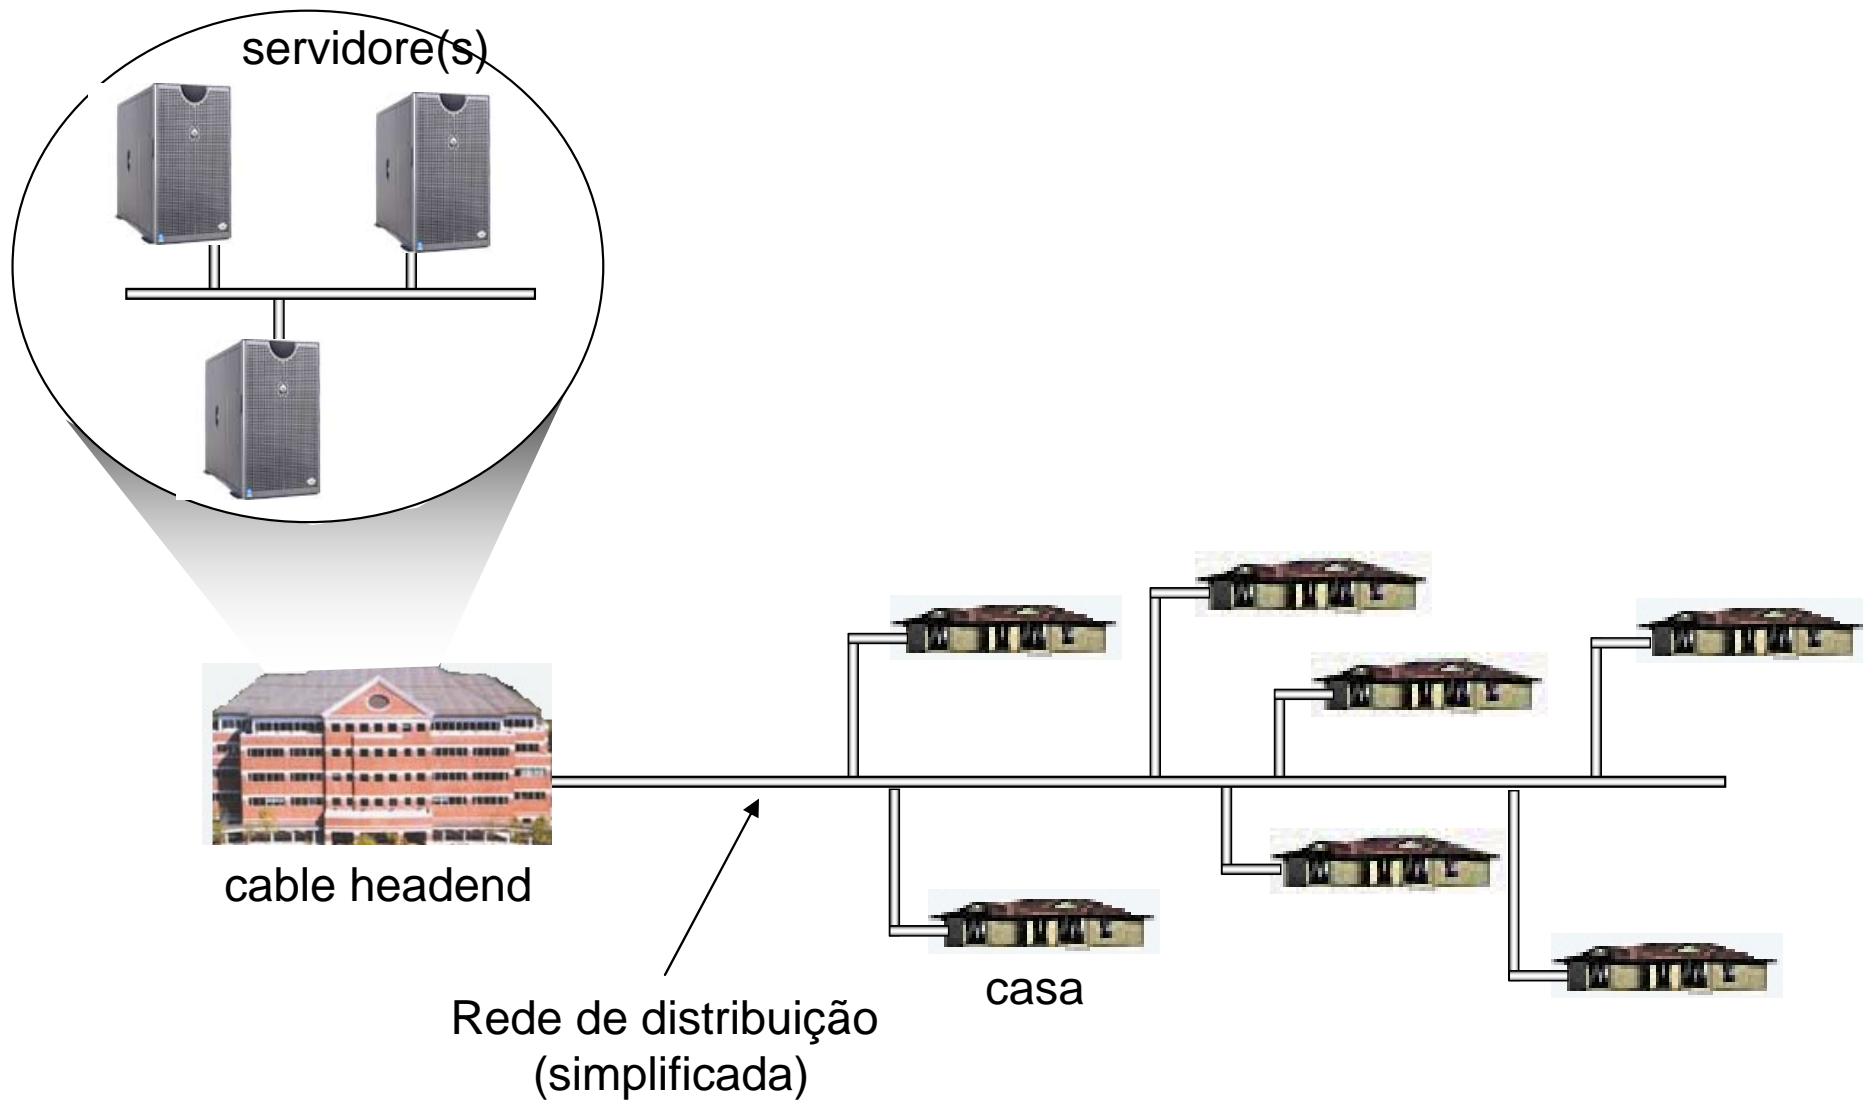 servidore(s)
cable headend
casa
Rede de distribuição
(simplificada)